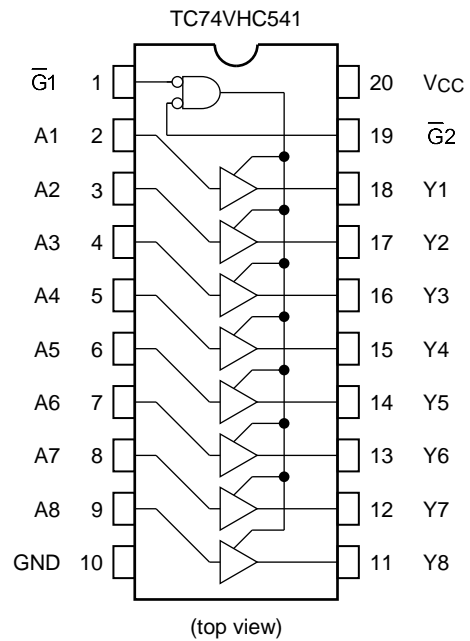 TC74VHC541
G̅1 1 20 VCC
A1 2 19 G̅2
A2 3 18 Y1
A3 4 17 Y2
A4 5 16 Y3
A5 6 15 Y4
A6 7 14 Y5
A7 8 13 Y6
A8 9 12 Y7
GND 10 11 Y8
(top view)